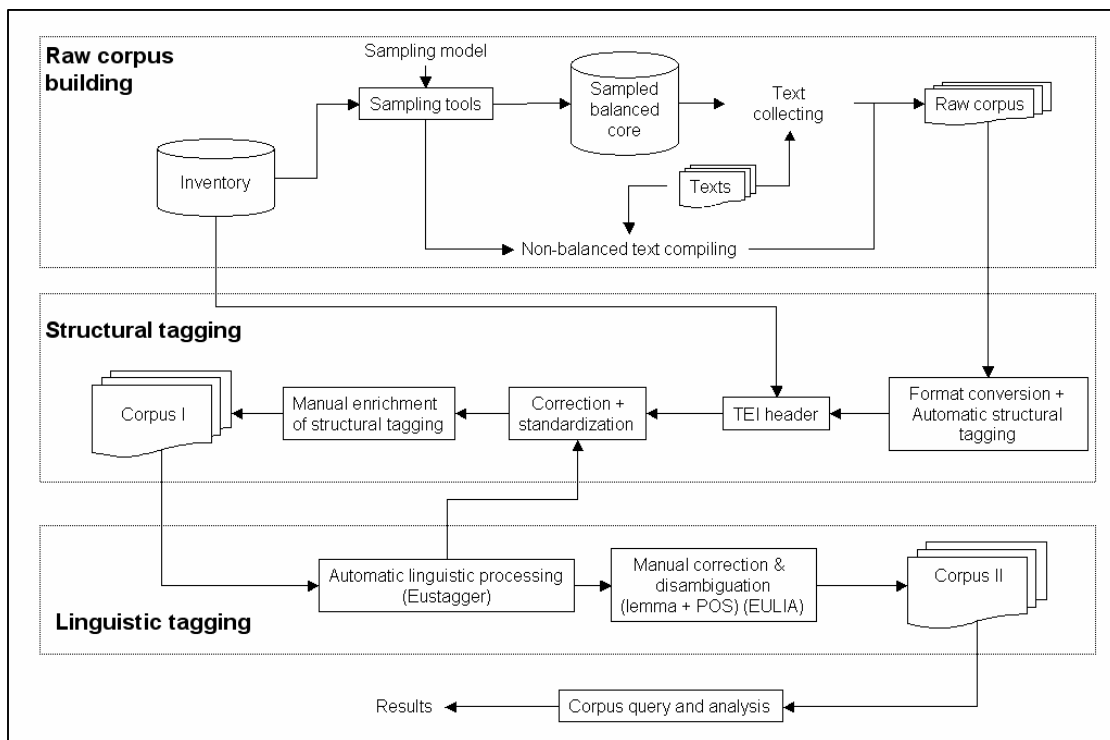 Raw corpus
building
Sampling model
Sampling tools
Sampled
balanced
core
Text
collecting
Raw corpus
Inventory
Texts
Non-balanced text compiling
Structural tagging
Corpus I
Manual enrichment
of structural tagging
Correction +
standardization
TEI header
Format conversion +
Automatic structural
tagging
Automatic linguistic processing
(Eustagger)
Manual correction &
disambiguation
(lemma + POS) (EULIA)
Corpus II
Linguistic tagging
Results
Corpus query and analysis